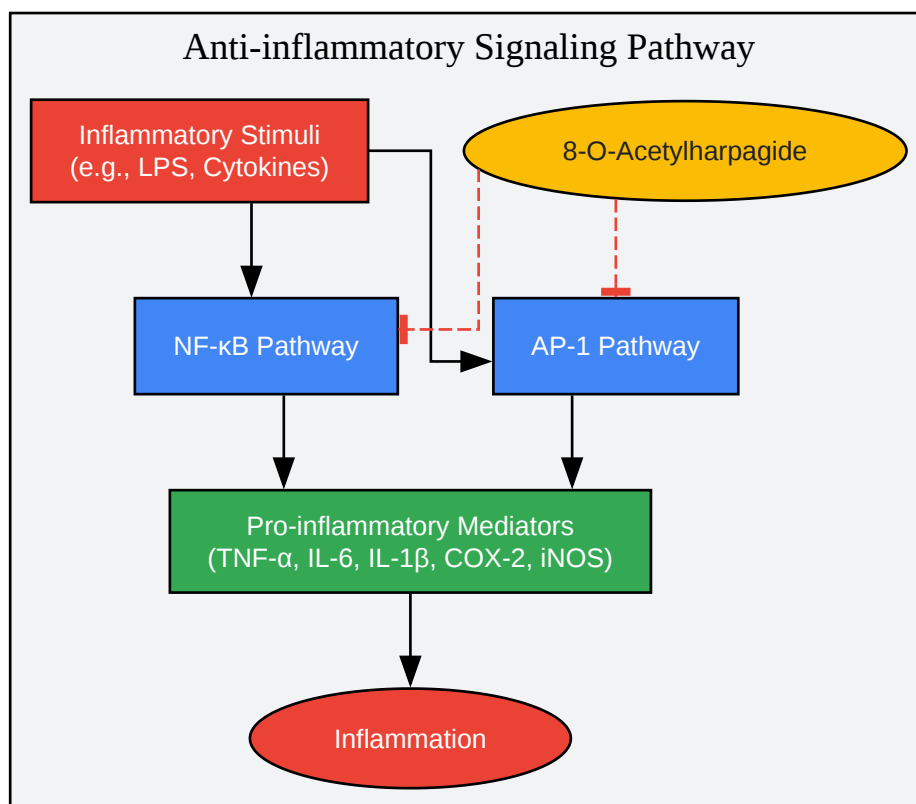 Anti-inflammatory Signaling Pathway
Inflammatory Stimuli
(e.g., LPS, Cytokines)
8-O-Acetylharpagide
NF-κB Pathway
AP-1 Pathway
Pro-inflammatory Mediators
(TNF-α, IL-6, IL-1β, COX-2, iNOS)
Inflammation